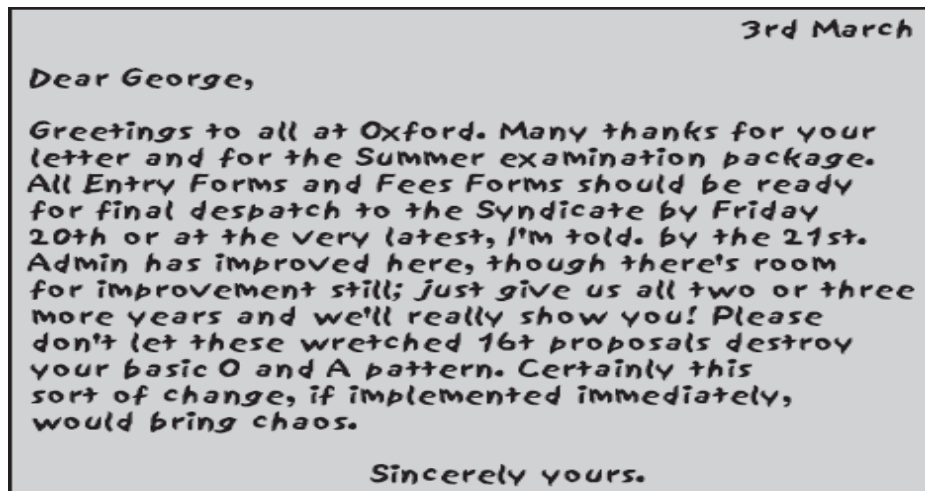 3rd March
Dear George,
Greetings to all at Oxford. Many thanks for your
letter and for the Summer examination package.
All Entry Forms and Fees Forms should be ready
for final despatch to the Syndicate by Friday
20th or at the very latest, I'm told. by the 21st.
Admin has improved here, though there's room
for improvement still; just give us all two or three
more years and we'll really show you! Please
don't let these wretched 16t proposals destroy
your basic O and A pattern. Certainly this
sort of change, if implemented immediately,
would bring chaos.
Sincerely yours.